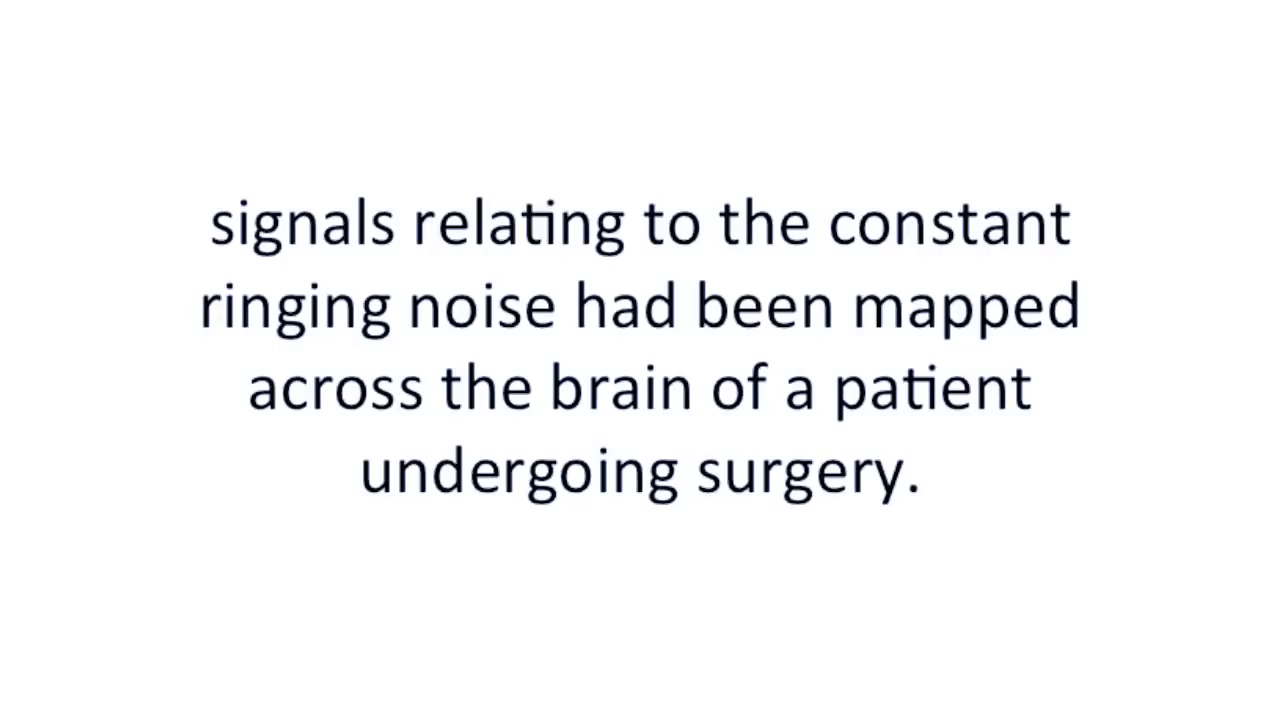 signals relating to the constant
ringing noise had been mapped
across the brain of a patient
undergoing surgery.